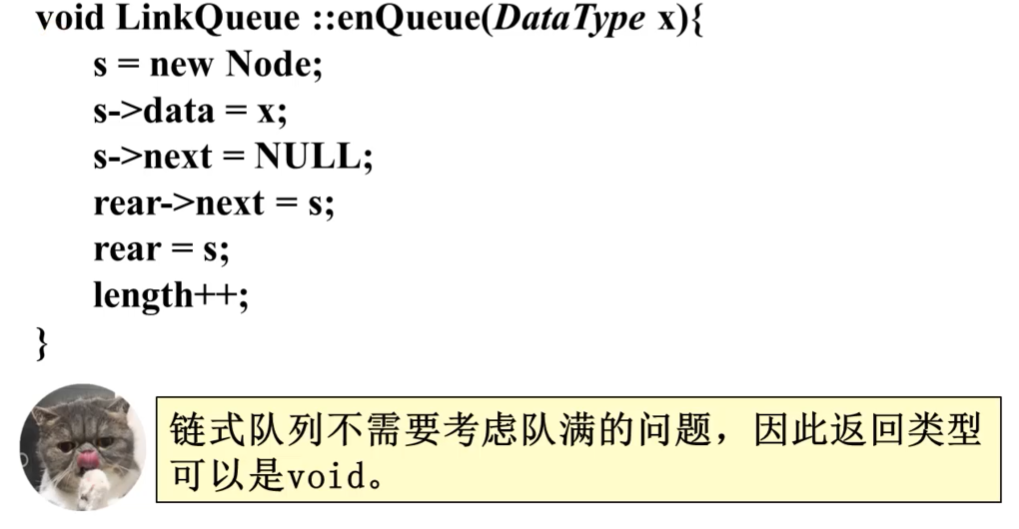 void LinkQueue ::enQueue(DataType x){
s = new Node;
s->data = x;
s->next = NULL;
rear->next = s;
rear = s;
length++;
}
链式队列不需要考虑队满的问题，因此返回类型
可以是void。